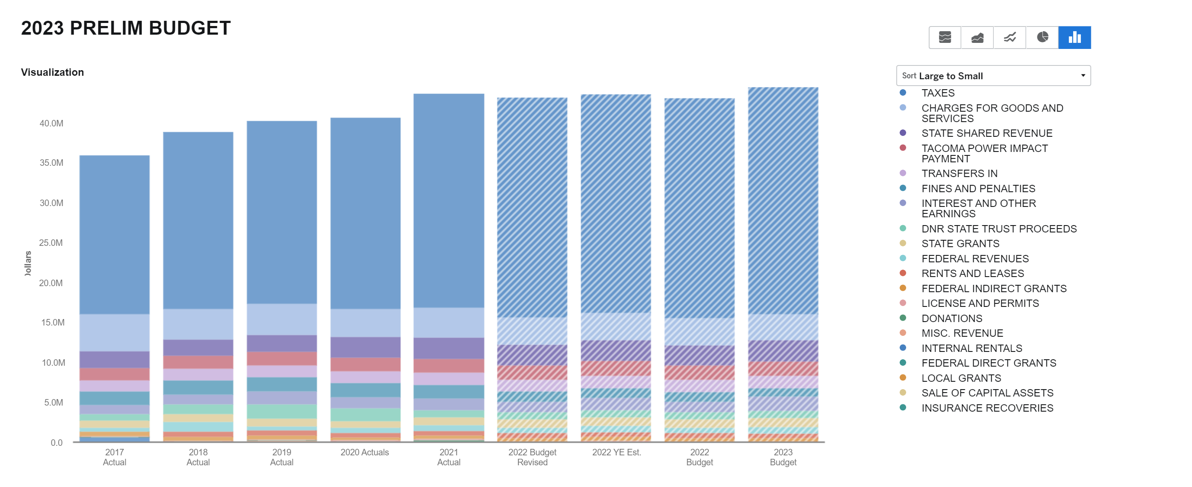 2023 PRELIM BUDGET
Visualization
Sort Large to Small
TAXES
CHARGES FOR GOODS AND
SERVICES
STATE SHARED REVENUE
TACOMA POWER IMPACT
PAYMENT
TRANSFERS IN
FINES AND PENALTIES
INTEREST AND OTHER
EARNINGS
DNR STATE TRUST PROCEEDS
STATE GRANTS
FEDERAL REVENUES
RENTS AND LEASES
FEDERAL INDIRECT GRANTS
LICENSE AND PERMITS
DONATIONS
MISC. REVENUE
INTERNAL RENTALS
FEDERAL DIRECT GRANTS
LOCAL GRANTS
SALE OF CAPITAL ASSETS
INSURANCE RECOVERIES
40.0M
35.0M
30.0M
25.0M
20.0M
15.0M
10.0M
5.0M
0.0
2017
Actual
2018
Actual
2019
Actual
2020 Actuals
2021
Actual
2022 Budget
Revised
2022 YE Est.
2022
Budget
2023
Budget